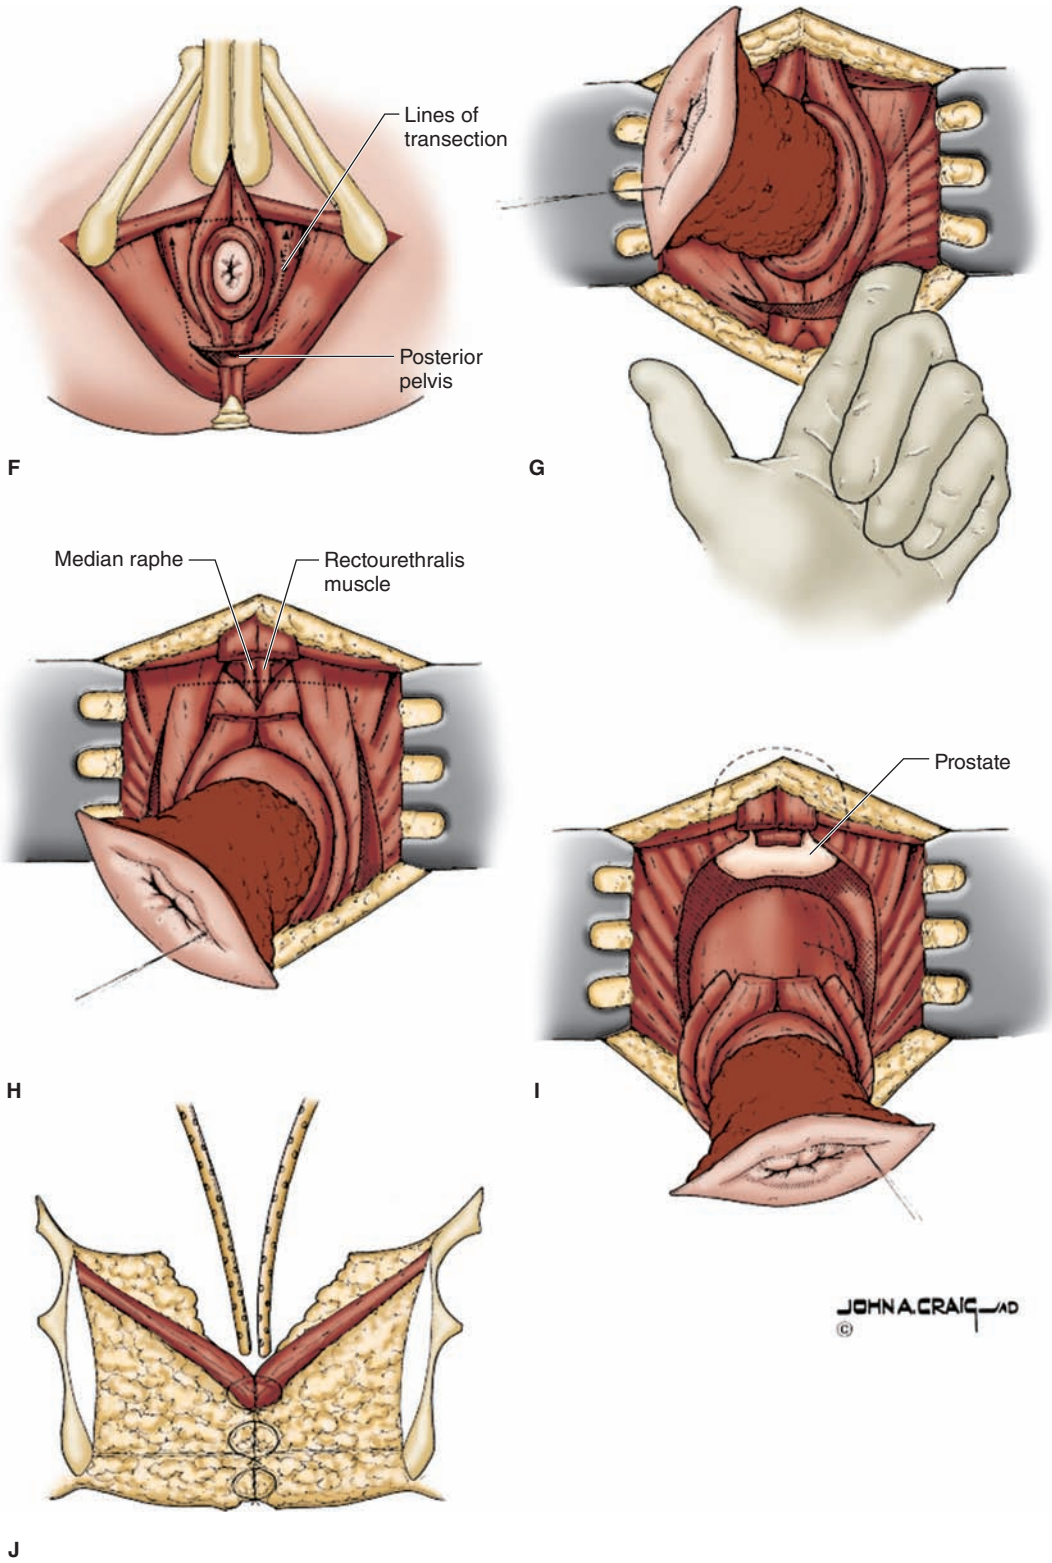 Lines of
transection
Posterior
pelvis
F
G
Median raphe
Rectourethralis
muscle
Prostate
H
I
JOHN A. CRAIG—AD
©
J